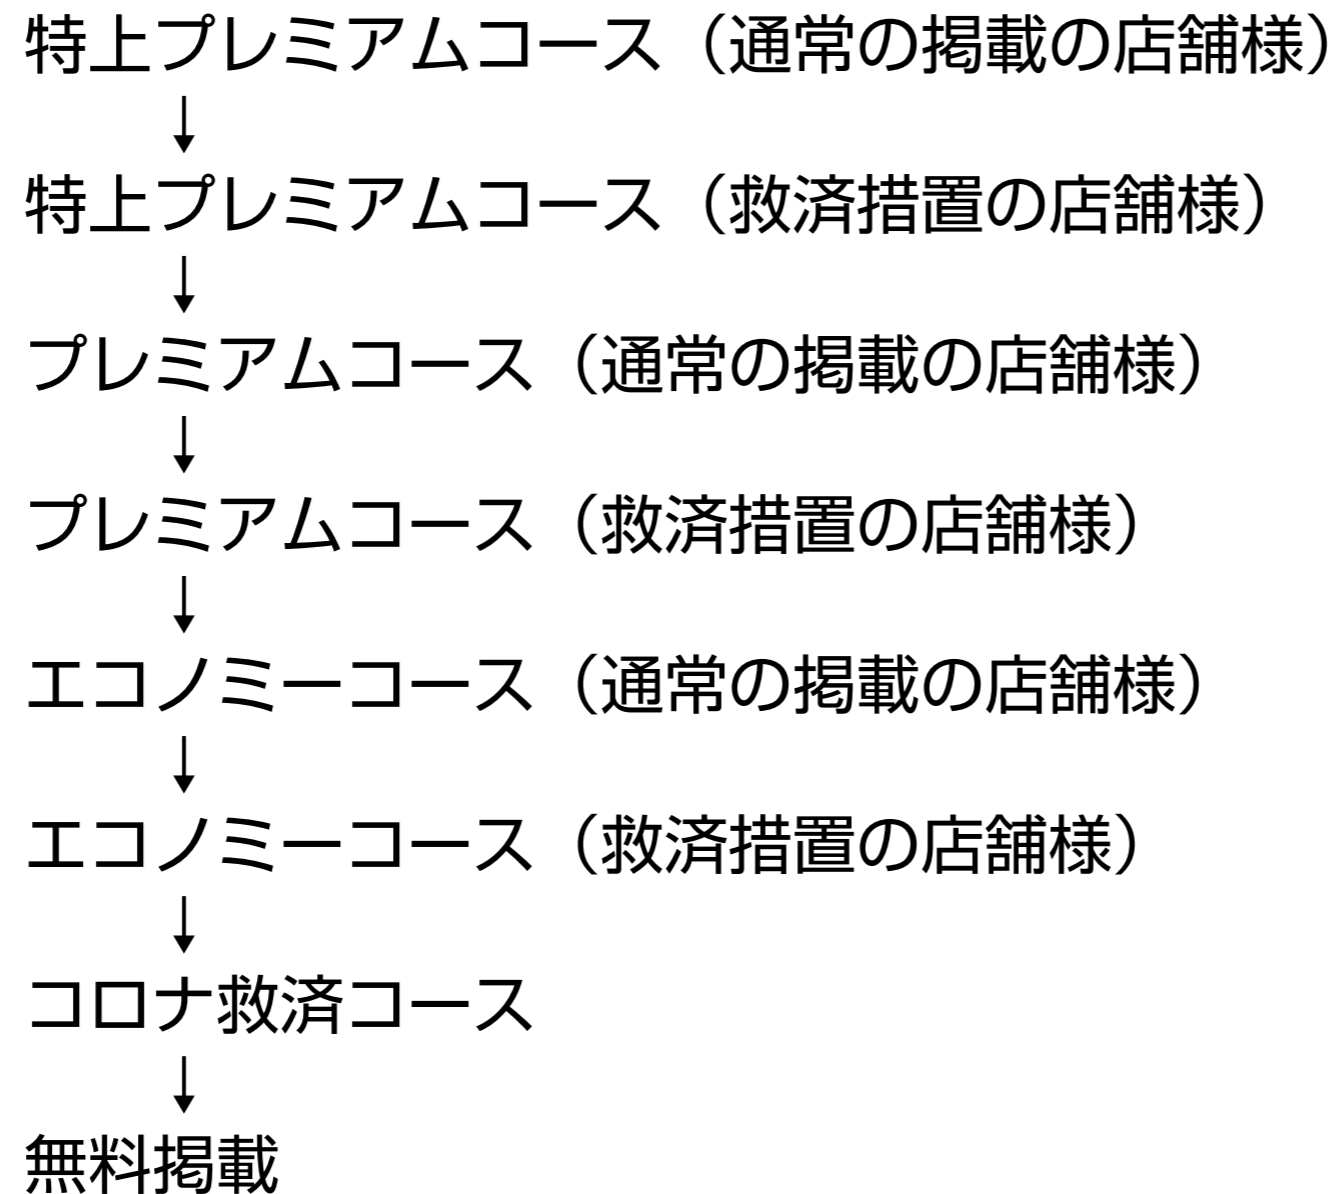 特上プレミアムコース（通常の掲載の店舗様）
↓
特上プレミアムコース（救済措置の店舗様）
↓
プレミアムコース（通常の掲載の店舗様）
↓
プレミアムコース（救済措置の店舗様）
↓
エコノミーコース（通常の掲載の店舗様）
↓
エコノミーコース（救済措置の店舗様）
↓
コロナ救済コース
↓
無料掲載